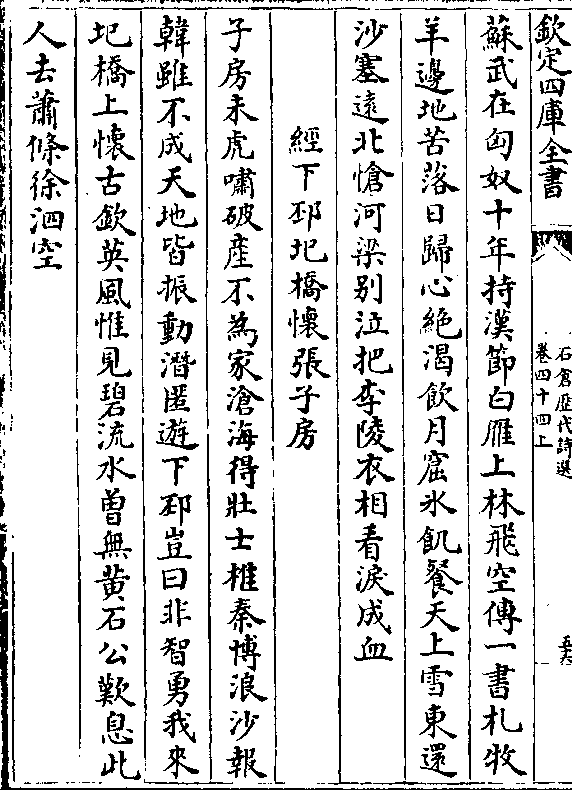 欽定四庫全書
石倉歷代詩選
卷四十四上
蘇武在匈奴十年持漢節白雁上林飛空傳一書札牧
羊邊地苦落日歸心絶渴飲月窟氷飢餐天上雪東還
沙塞遠北愴河梁别泣把李陵衣相看淚成血
經下邳圯橋懷張子房
子房未虎嘯破産不為家滄海得壯士椎秦博浪沙報
韓雖不成天地皆振動潛匿遊下邳豈曰非智勇我來
圯橋上懷古欽英風惟見碧流水曽無黄石公歎息此
人去蕭條徐泗空